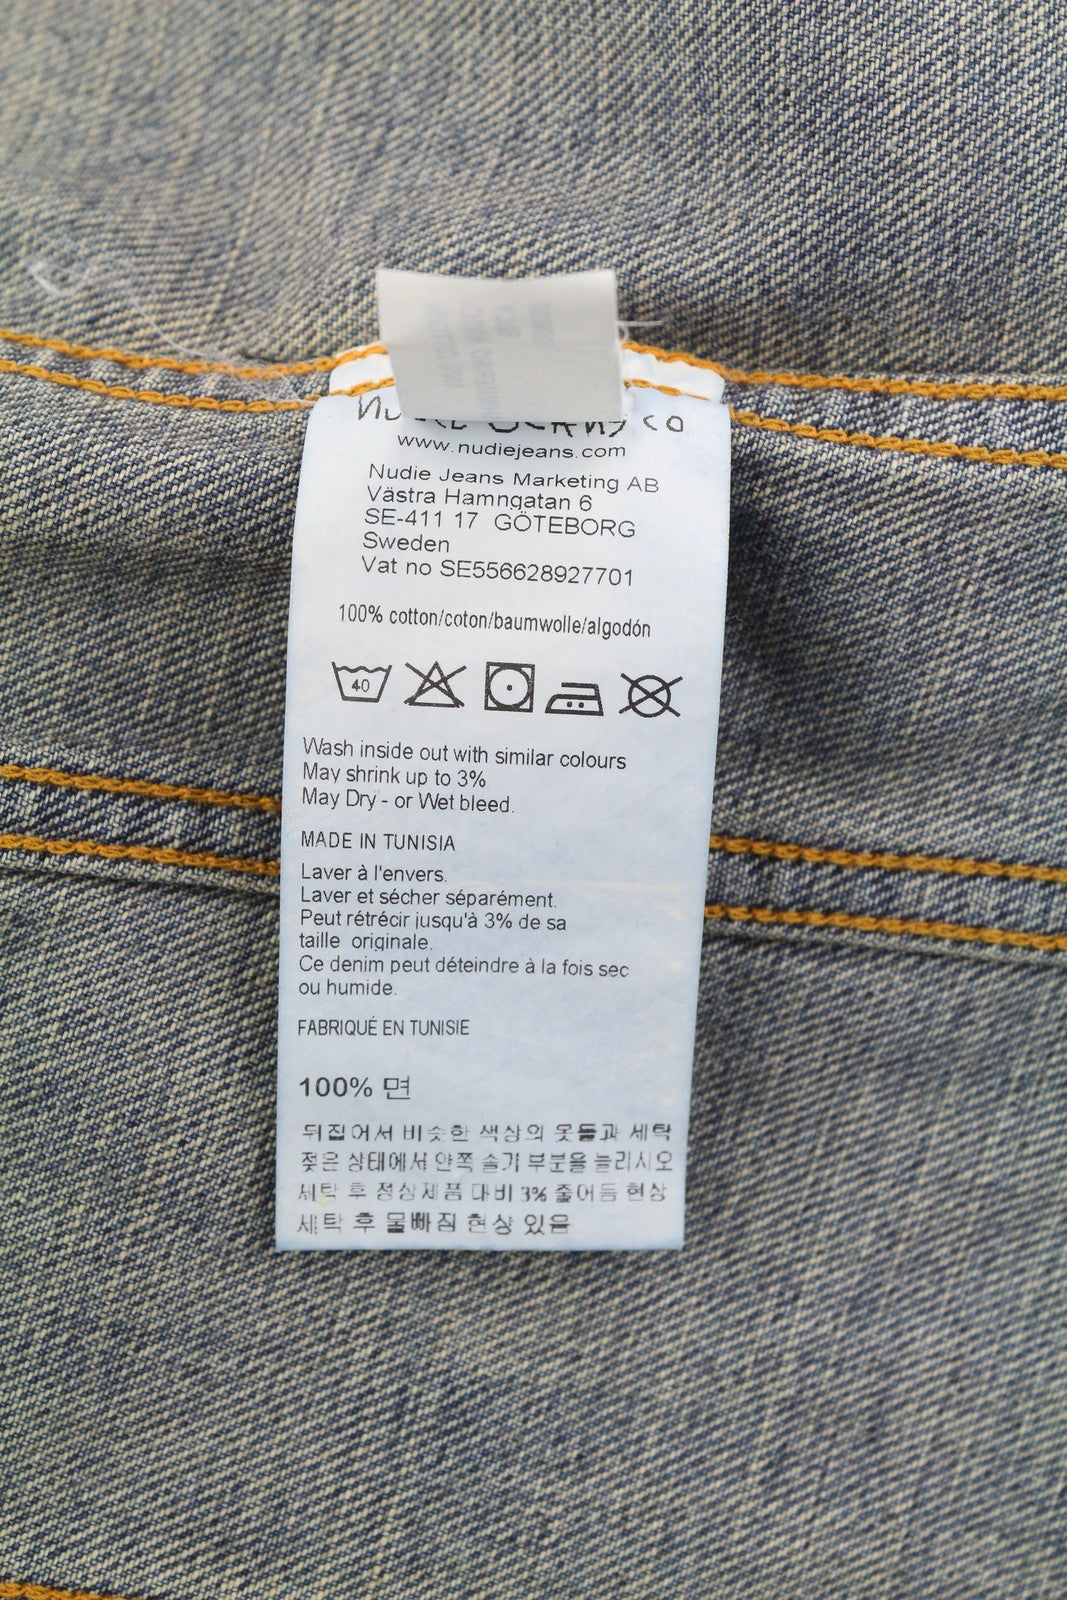 co
www.nudiejeans.com
Nudie Jeans Marketing AB
Västra Hamngatan 6
SE-411 17 GÖTEBORG
Sweden
Vat no SE556628927701
100% cotton/coton/baumwolle/algodón
40
Wash inside out with similar colours
May shrink up to 3%
May Dry - or Wet bleed.
MADE IN TUNISIA
Laver à l'envers.
Laver et sécher séparément.
Peut rétrécir jusqu'à 3% de sa
taille originale.
Ce denim peut déteindre à la fois sec
ou humide.
FABRIQUÉ EN TUNISIE
100% 면
뒤집어서 비슷한 색상의 옷들과 세탁
젖은 상태에서 안쪽 솔기 부분을 늘리시오
세탁 후 정상제품 대비 3% 줄어듬 현상
세탁 후 물빠짐 현상 있음